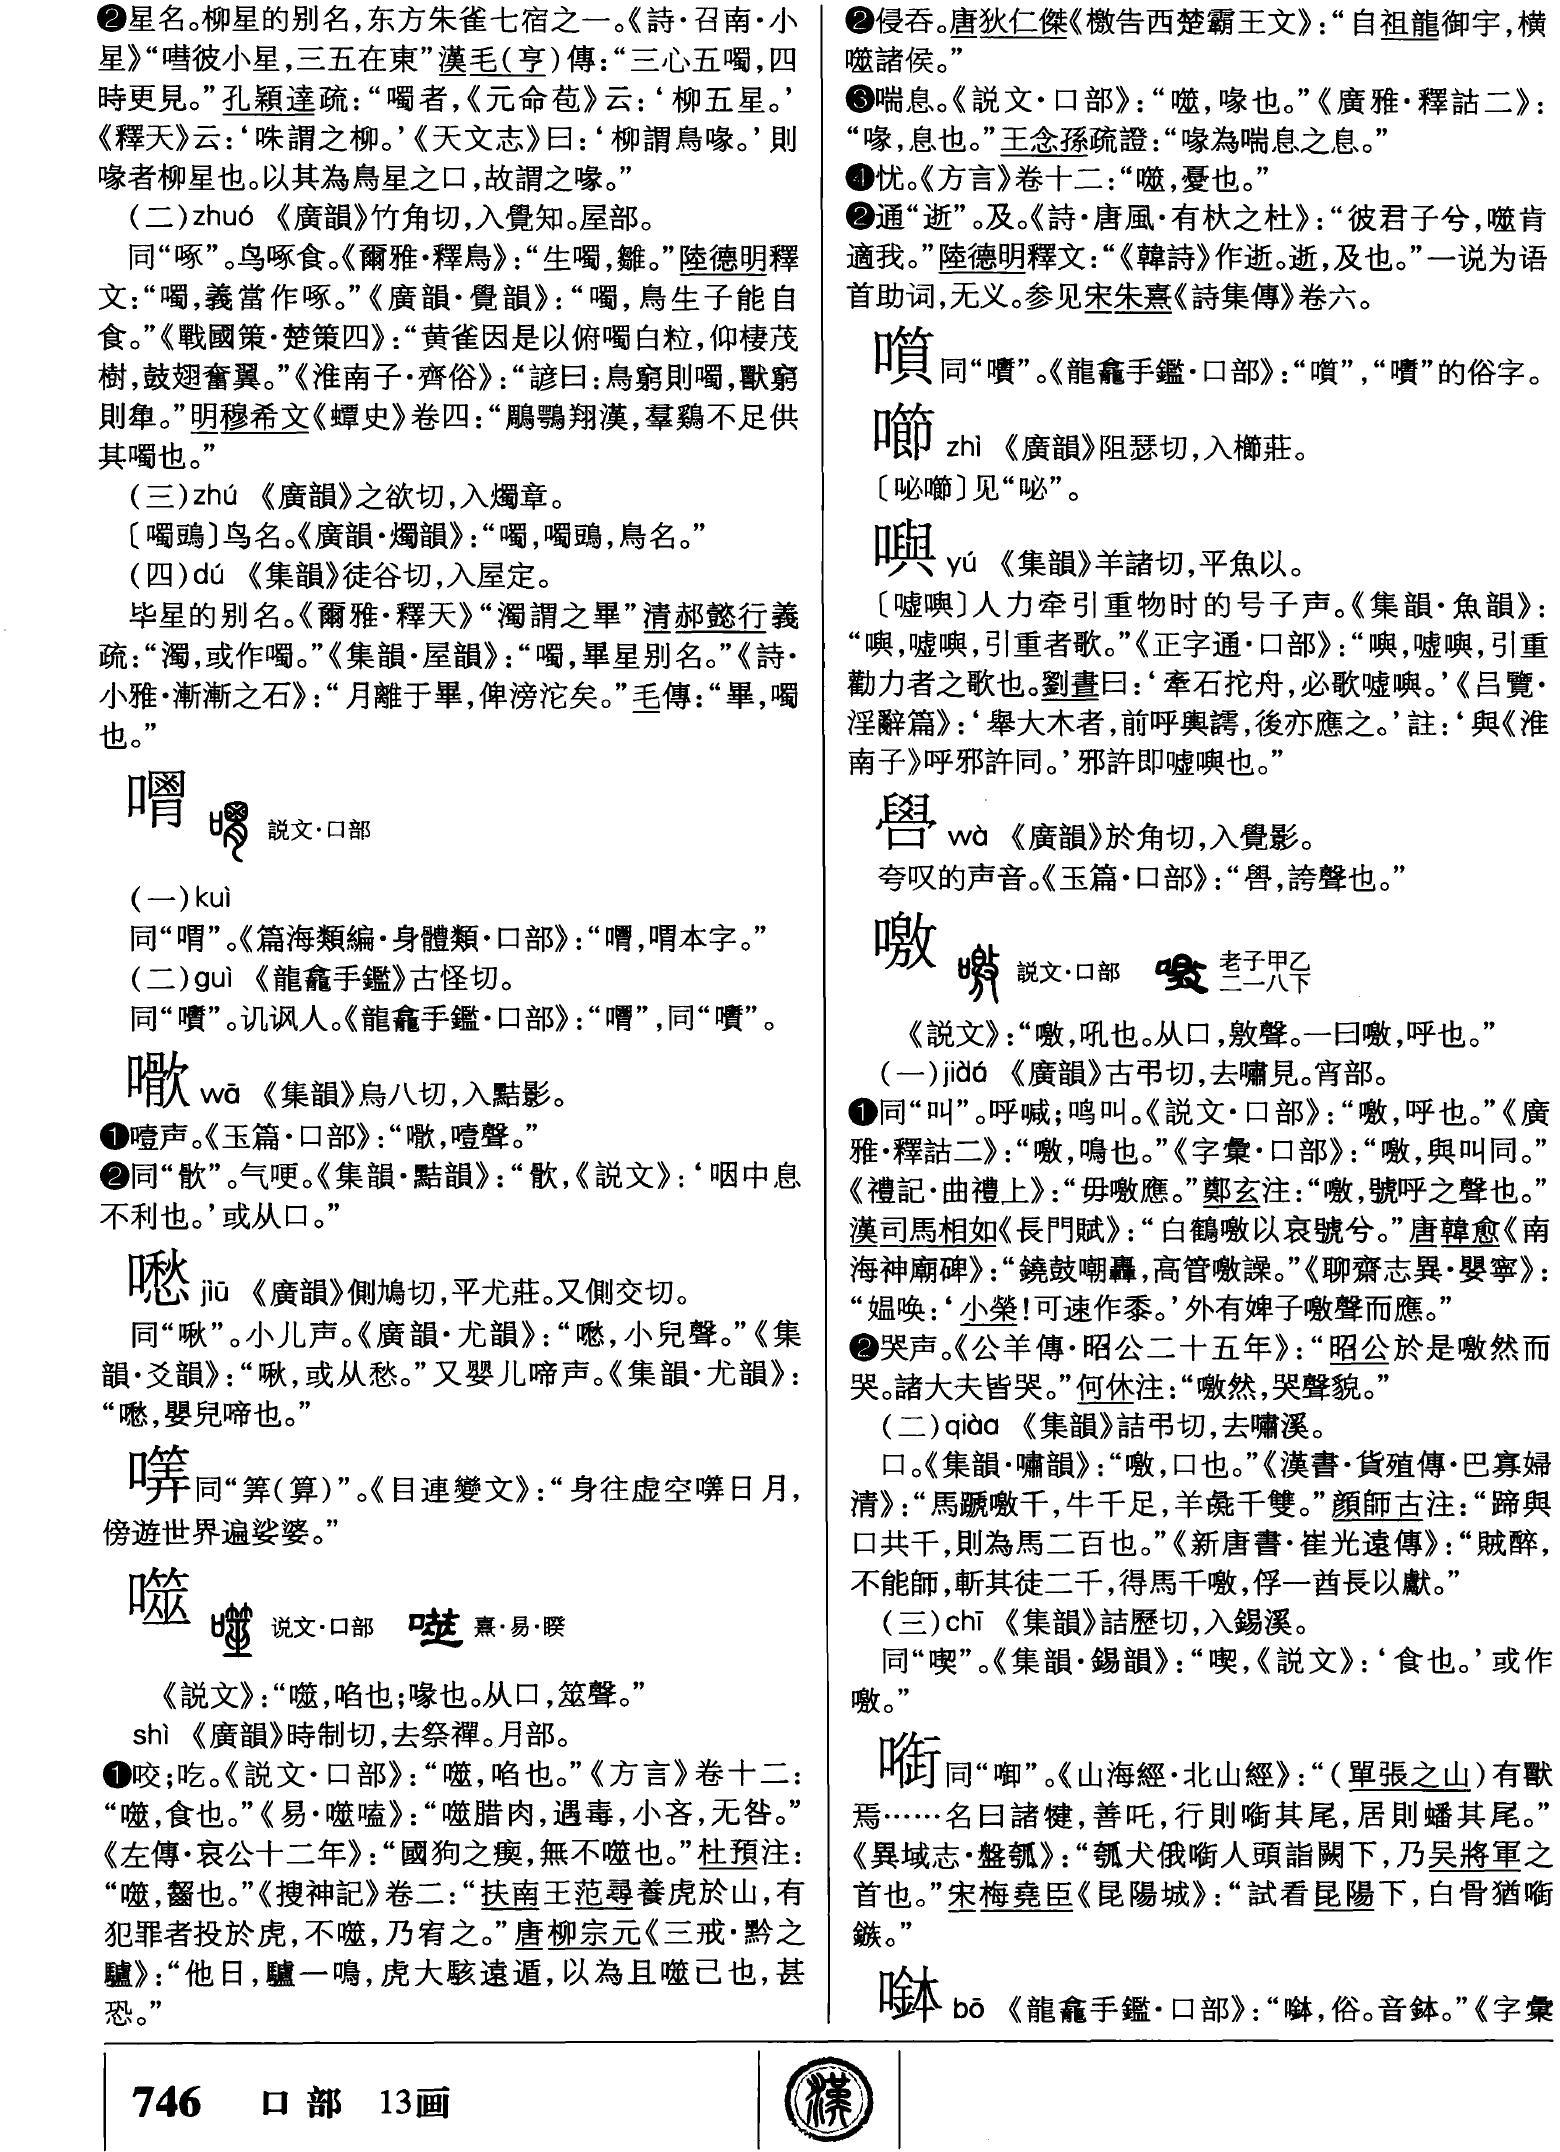 ❷星名。柳星的别名,东方朱雀七宿之一。《詩·召南·小
星》“嘒彼小星,三五在東”漢毛(亨)傳:“三心五噣,四
時更見。”孔穎達疏:“噣者,《元命苞》云:‘柳五星。’
《釋天》云:‘咮謂之柳。’《天文志》曰:‘柳謂鳥喙。’則
喙者柳星也。以其為鳥星之口,故謂之喙。”
(二)zhuó 《廣韻》竹角切,入覺知。屋部。
同“啄”。鸟啄食。《爾雅·釋鳥》:“生噣,雛。”陸德明釋
文:“噣,義當作啄。”《廣韻·覺韻》:“噣,鳥生子能自
食。”《戰國策·楚策四》:“黄雀因是以俯噣白粒,仰棲茂
樹,鼓翅奮翼。”《淮南子·齊俗》:“諺曰:鳥窮則噣,獸窮
則㹌。”明穆希文《蟫史》卷四:“鵰鶚翔漢,羣鷄不足供
其噣也。”
(三)zhú 《廣韻》之欲切,入燭章。
〔噣鴟〕鸟名。《廣韻·燭韻》:“噣,噣鴟,鳥名。”
(四)dú 《集韻》徒谷切,入屋定。
毕星的别名。《爾雅·釋天》“濁謂之畢”清郝懿行義
疏:“濁,或作噣。”《集韻·屋韻》:“噣,畢星别名。”《詩·
小雅·漸漸之石》:“月離于畢,俾滂沱矣。”毛傳:“畢,噣
也。”
説文·口部
(一)kuì
同“喟”。《篇海類編·身體類·口部》:“㗐,喟本字。”
(二)guì 《龍龕手鑑》古怪切。
同“嘳”。讥讽人。《龍龕手鑑·口部》:“㗐”,同“嘳”。
wā 《集韻》烏八切,入黠影。
❶噎声。《玉篇·口部》:“噷,噎聲。”
❷同“㱁”。气哽。《集韻·黠韻》:“㱁,《説文》:‘咽中息
不利也。’或从口。”
jiū 《廣韻》側鳩切,平尤莊。又側交切。
同“啾”。小儿声。《廣韻·尤韻》:“㗜,小兒聲。”《集
韻·爻韻》:“啾,或从愁。”又婴儿啼声。《集韻·尤韻》:
“㗜,嬰兒啼也。”
同“筭(算)”。《目連變文》:“身往虚空日月,
傍遊世界遍娑婆。”
噬 说文·口部 熹·易·睽
《説文》:“噬,啗也;喙也。从口,筮聲。”
shì 《廣韻》時制切,去祭禪。月部。
❶咬;吃。《説文·口部》:“噬,啗也。”《方言》卷十二:
“噬,食也。”《易·噬嗑》:“噬腊肉,遇毒,小吝,无咎。”
《左傳·哀公十二年》:“國狗之瘈,無不噬也。”杜預注:
“噬,齧也。”《搜神記》卷二:“扶南王范尋養虎於山,有
犯罪者投於虎,不噬,乃宥之。”唐柳宗元《三戒·黔之
驢》:“他日,驢一鳴,虎大駭遠遁,以為且噬己也,甚
恐。”
❷侵吞。唐狄仁傑《檄告西楚霸王文》:“自祖龍御宇,横
噬諸侯。”
❸喘息。《説文·口部》:“噬,喙也。”《廣雅·釋詁二》:
“喙,息也。”王念孫疏證:“喙為喘息之息。”
❹忧。《方言》卷十二:“噬,憂也。”
❷通“逝”。及。《詩·唐風·有杕之杜》:“彼君子兮,噬肯
適我。”陸德明釋文:“《韓詩》作逝。逝,及也。”一说为语
首助词,无义。参见宋朱熹《詩集傳》卷六。
同“嘳”。《龍龕手鑑·口部》:“”,“嘳”的俗字。
zhì 《廣韻》阻瑟切,入櫛莊。
〔咇㘉〕见“咇”。
㖵 yú 《集韻》羊諸切,平魚以。
〔嘘㖵〕人力牵引重物时的号子声。《集韻·魚韻》:
“㖵,嘘㖵,引重者歌。”《正字通·口部》:“㖵,嘘㖵,引重
勸力者之歌也。劉晝曰:‘牽石拕舟,必歌嘘㖵。’《吕覽·
淫辭篇》:‘舉大木者,前呼輿謣,後亦應之。’註:‘與《淮
南子》呼邪許同。’邪許即嘘㖵也。”
wà 《廣韻》於角切,入覺影。
夸叹的声音。《玉篇·口部》:“嚳,誇聲也。”
噭 説文·口部 老子甲乙
二一八下
《説文》:“噭,吼也。从口,敫聲。一曰噭,呼也。”
(一)jiào 《廣韻》古弔切,去嘯見。宵部。
❶同“叫”。呼喊;鸣叫。《説文·口部》:“噭,呼也。”《廣
雅·釋詁二》:“噭,鳴也。”《字彙·口部》:“噭,與叫同。”
《禮記·曲禮上》:“毋噭應。”鄭玄注:“噭,號呼之聲也。”
漢司馬相如《長門賦》:“白鶴噭以哀號兮。”唐韓愈《南
海神廟碑》:“鐃鼓嘲轟,高管噭譟。”《聊齋志異·嬰寧》:
“媪唤:‘小榮!可速作黍。’外有婢子噭聲而應。”
❷哭声。《公羊傳·昭公二十五年》:“昭公於是噭然而
哭。諸大夫皆哭。”何休注:“噭然,哭聲貌。”
(二)qiào 《集韻》詰弔切,去嘯溪。
口。《集韻·嘯韻》:“噭,口也。”《漢書·貨殖傳·巴寡婦
清》:“馬蹏噭千,牛千足,羊彘千雙。”顔師古注:“蹄與
口共千,則為馬二百也。”《新唐書·崔光遠傳》:“賊醉,
不能師,斬其徒二千,得馬千噭,俘一酋長以獻。”
(三)chī 《集韻》詰歷切,入錫溪。
同“喫”。《集韻·錫韻》:“喫,《説文》:‘食也。’或作
噭。”
㗸同“啣”。《山海經·北山經》:“(單張之山)有獸
焉……名曰諸犍,善吒,行則㗸其尾,居則蟠其尾。”
《異域志·盤瓠》:“瓠犬俄㗸人頭詣闕下,乃吴將軍之
首也。”宋梅堯臣《昆陽城》:“試看昆陽下,白骨猶㗸
鏃。”
bō 《龍龕手鑑·口部》:“,俗。音鉢。”《字彙
746 口部 13画
漢